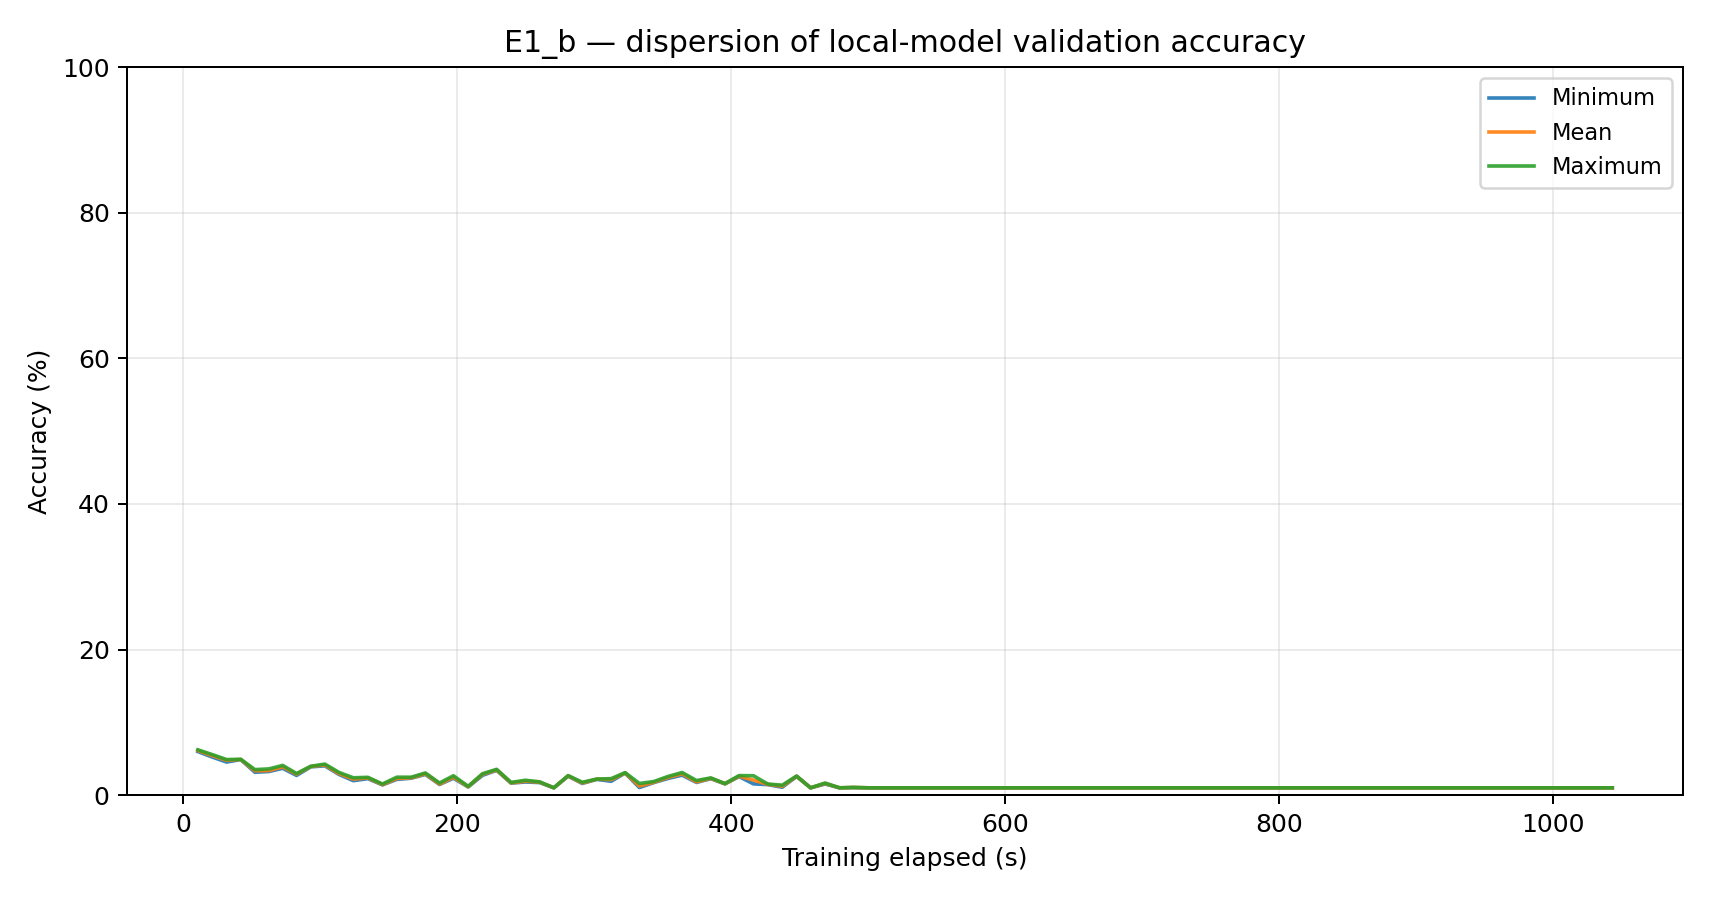 E1_b — dispersion of local-model validation accuracy
Minimum
Mean
Maximum
Accuracy (%)
100
80
60
40
20
0
0 200 400 600 800 1000
Training elapsed (s)